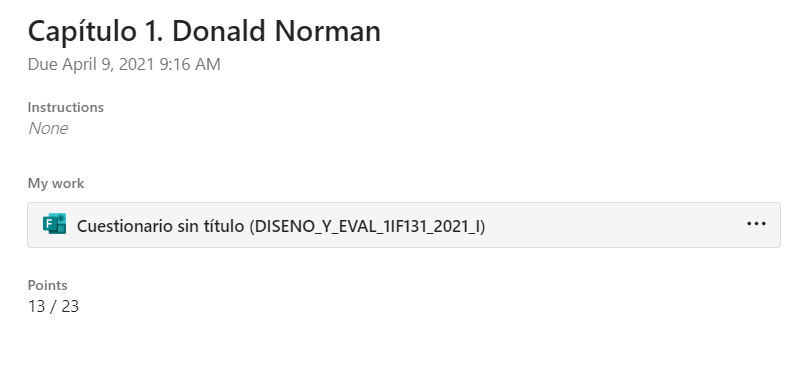 Capítulo 1. Donald Norman
Due April 9, 2021 9:16 AM
Instructions
None
My work
F Cuestionario sin título (DISENO_Y_EVAL_1IF131_2021_I)
Points
13 / 23